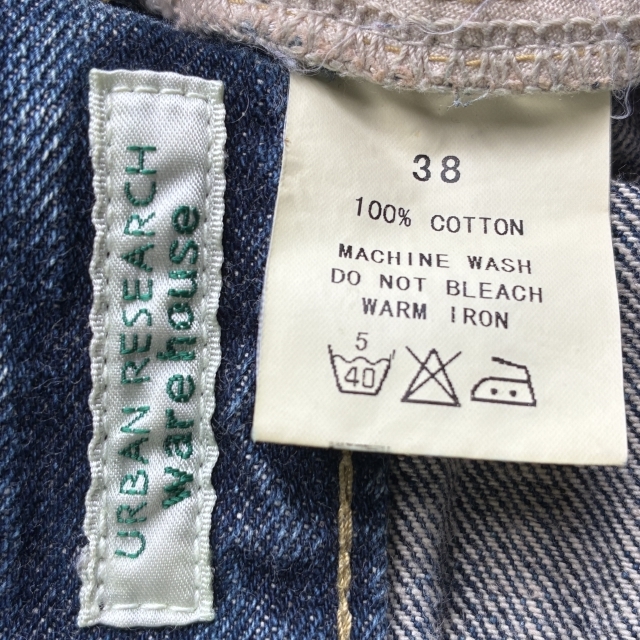 URBAN RESEARCH
warehouse
38
100% COTTON
MACHINE WASH
DO NOT BLEACH
WARM IRON
5
40